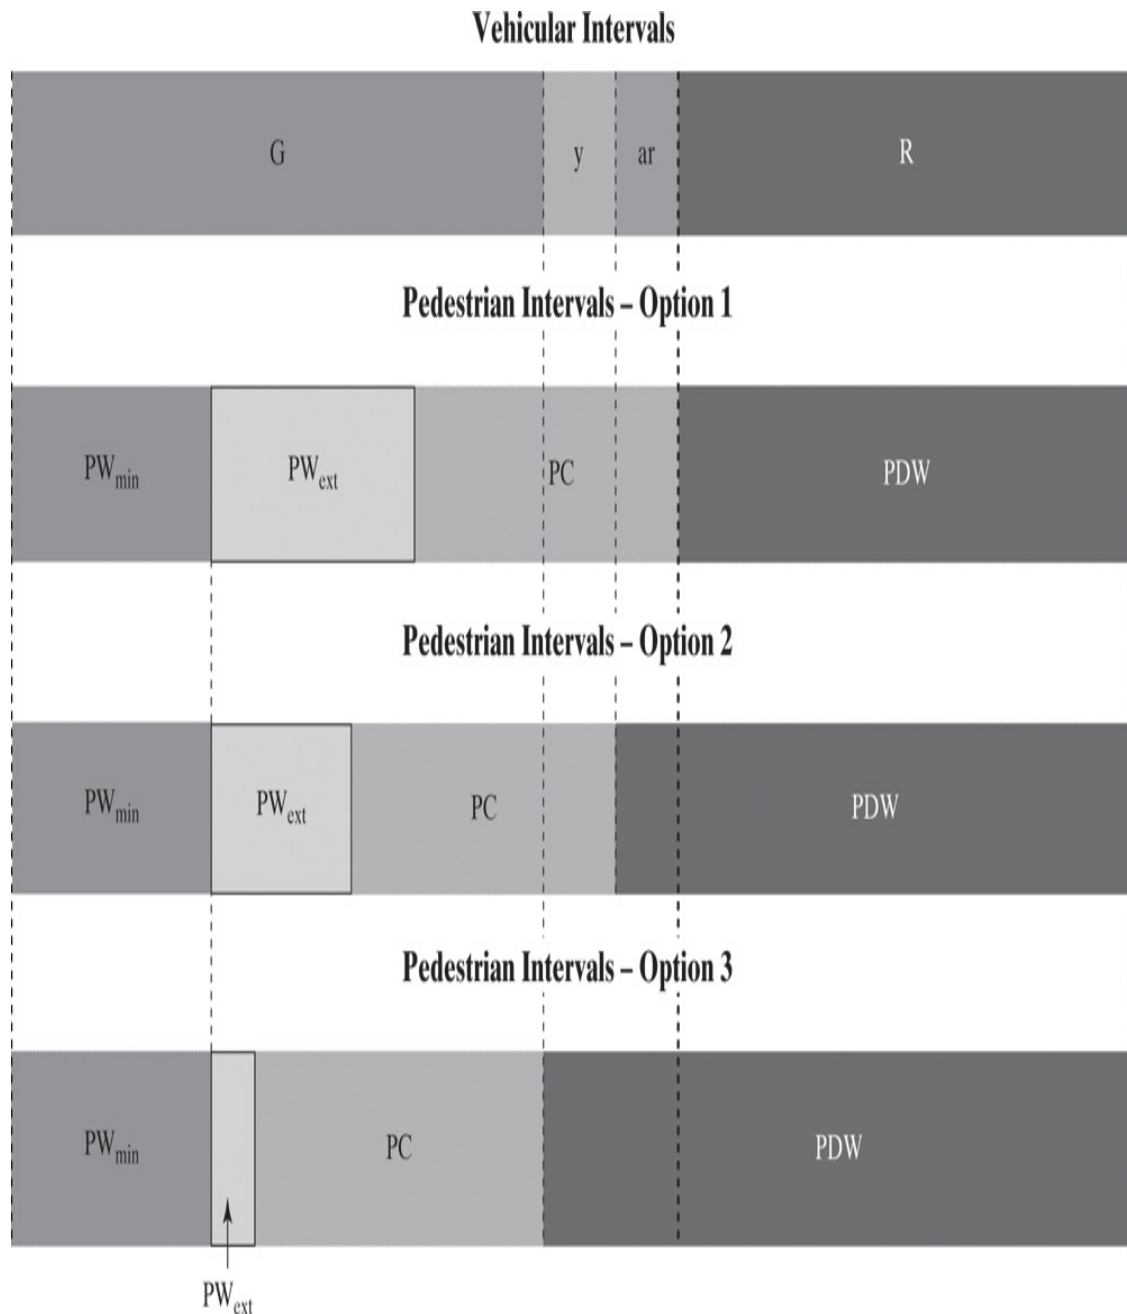 Vehicular Intervals
G y ar R
Pedestrian Intervals – Option 1
PWmin PWext PC PDW
Pedestrian Intervals – Option 2
PWmin PWext PC PDW
Pedestrian Intervals – Option 3
PWmin PC PDW
PWext